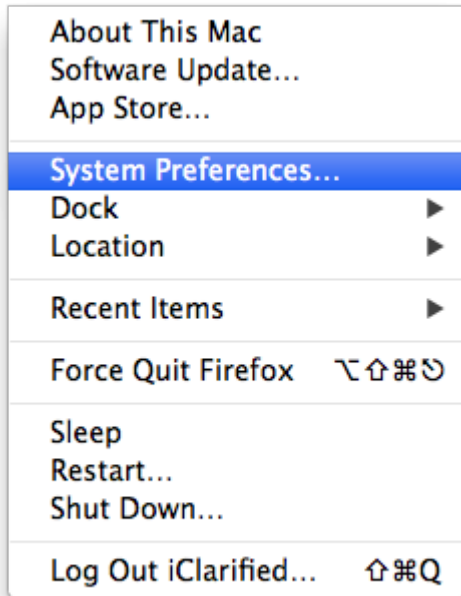 About This Mac
Software Update...
App Store...
System Preferences...
Dock ▶
Location ▶
Recent Items ▶
Force Quit Firefox ⌥⇧⌘⎋
Sleep
Restart...
Shut Down...
Log Out iClarified... ⇧⌘Q